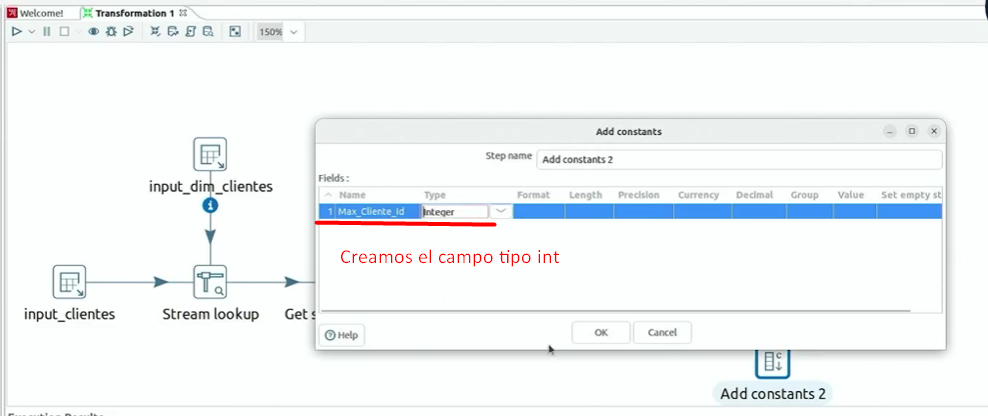 Welcome!
Transformation 1
150%
Add constants
Step name
Add constants 2
Fields :
Name Type Format Length Precision Currency Decimal Group Value Set empty st
1 Max_Cliente_Id Integer
Creamos el campo tipo int
Help
OK
Cancel
input_dim_clientes
input_clientes
Stream lookup
Get s
Add constants 2